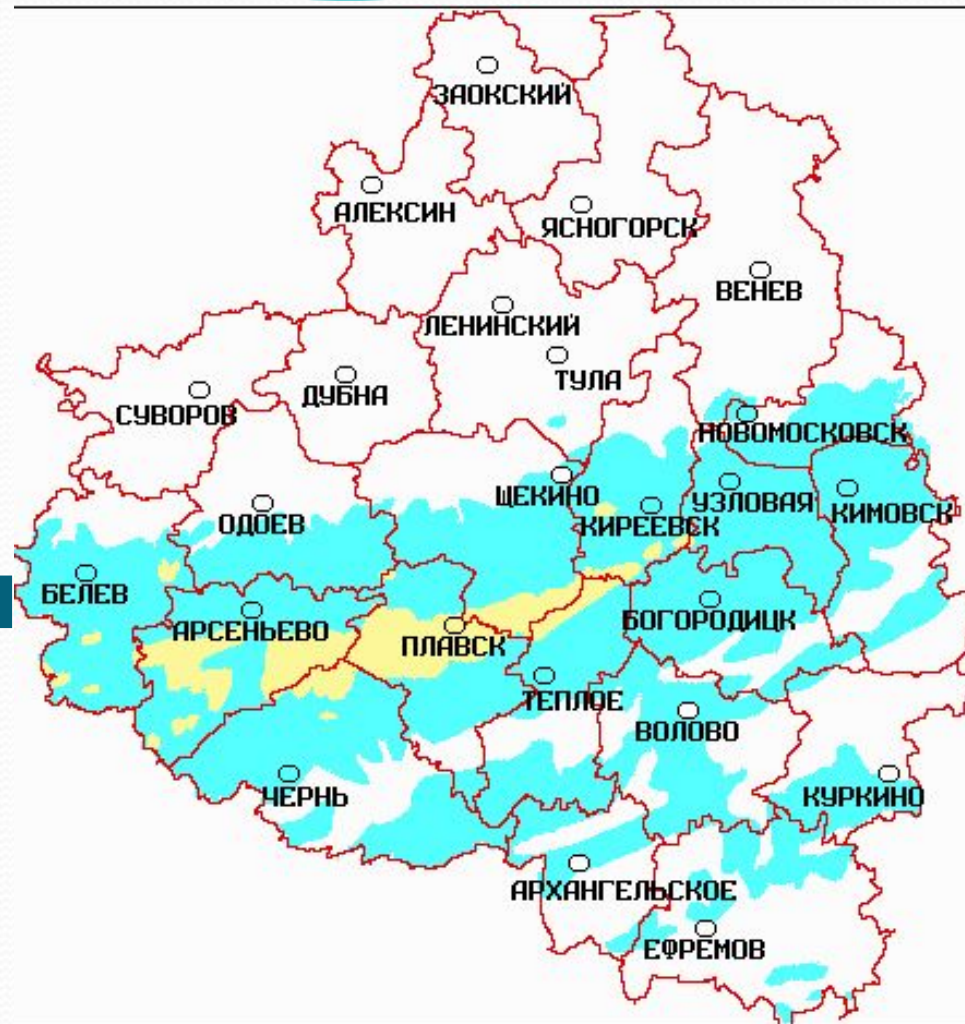 ЗАОКСКИЙ
АЛЕКСИН
ЯСНОГОРСК
ВЕНЕВ
ЛЕНИНСКИЙ
ТУЛА
ДУБНА
СУВОРОВ
НОВОМОСКОВСК
ЩЕКИНО
УЗЛОВАЯ
КИМОВСК
ОДОЕВ
КИРЕЕВСК
БЕЛЕВ
АРСЕНЬЕВО
БОГОРОДИЦК
ПЛАВСК
ТЕПЛОЕ
ВОЛОВО
ЧЕРНЬ
КУРКИНО
АРХАНГЕЛЬСКОЕ
ЕФРЕМОВ